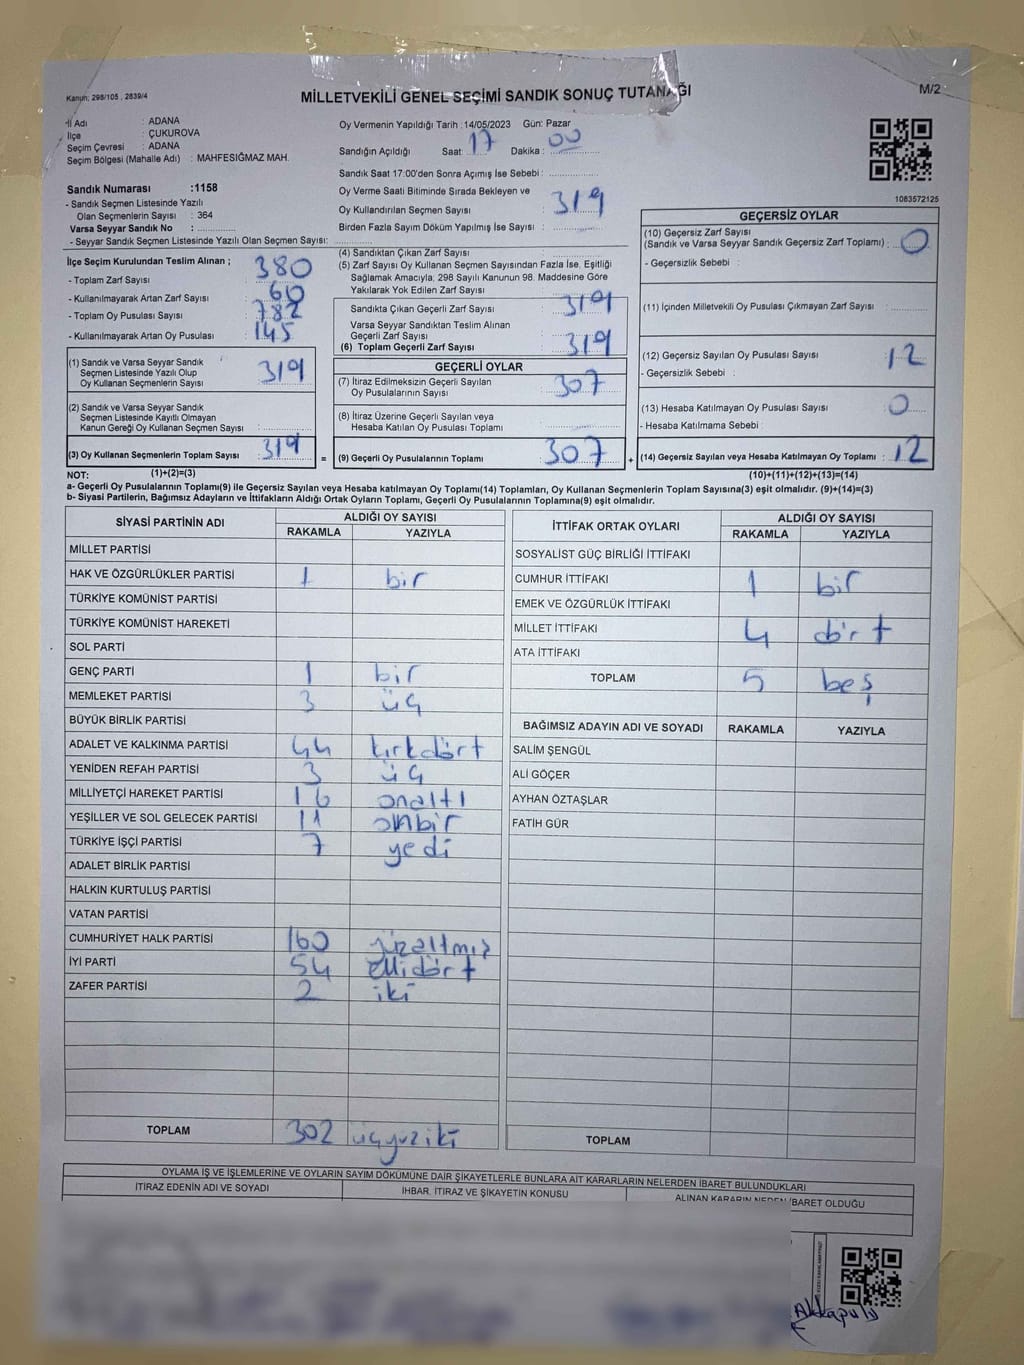 Kanun; 298/105 , 2839/4
MİLLETVEKİLİ GENEL SEÇİMİ SANDIK SONUÇ TUTANAĞI
M/2
İl Adı : ADANA
İlçe : ÇUKUROVA
Seçim Çevresi : ADANA
Seçim Bölgesi (Mahalle Adı) : MAHFESIĞMAZ MAH.
Oy Vermenin Yapıldığı Tarih :14/05/2023 Gün: Pazar
Sandığın Açıldığı Saat: 17 Dakika : 00
Sandık Saat 17:00'den Sonra Açımış İse Sebebi :
Sandık Numarası :1158
- Sandık Seçmen Listesinde Yazılı
Olan Seçmenlerin Sayısı : 364
Varsa Seyyar Sandık No :
- Seyyar Sandık Seçmen Listesinde Yazılı Olan Seçmen Sayısı:
Oy Verme Saati Bitiminde Sırada Bekleyen ve
Oy Kullandırılan Seçmen Sayısı : 319
Birden Fazla Sayım Döküm Yapılmış İse Sayısı :
1083572125
İlçe Seçim Kurulundan Teslim Alınan ;
- Toplam Zarf Sayısı : 380
- Kullanılmayarak Artan Zarf Sayısı : 60
- Toplam Oy Pusulası Sayısı : 782
- Kullanılmayarak Artan Oy Pusulası : 145
(4) Sandıktan Çıkan Zarf Sayısı :
(5) Zarf Sayısı Oy Kullanan Seçmen Sayısından Fazla İse, Eşitliği
Sağlamak Amacıyla; 298 Sayılı Kanunun 98. Maddesine Göre
Yakılarak Yok Edilen Zarf Sayısı :
Sandıkta Çıkan Geçerli Zarf Sayısı : 319
Varsa Seyyar Sandıktan Teslim Alınan
Geçerli Zarf Sayısı :
(6) Toplam Geçerli Zarf Sayısı : 319
GEÇERSİZ OYLAR
(10) Geçersiz Zarf Sayısı
(Sandık ve Varsa Seyyar Sandık Geçersiz Zarf Toplamı) : 0
- Geçersizlik Sebebi :
(11) İçinden Milletvekili Oy Pusulası Çıkmayan Zarf Sayısı :
(12) Geçersiz Sayılan Oy Pusulası Sayısı : 12
- Geçersizlik Sebebi :
(13) Hesaba Katılmayan Oy Pusulası Sayısı : 0
- Hesaba Katılmama Sebebi :
(14) Geçersiz Sayılan veya Hesaba Katılmayan Oy Toplamı : 12
(10)+(11)+(12)+(13)=(14)
(1) Sandık ve Varsa Seyyar Sandık
Seçmen Listesinde Yazılı Olup
Oy Kullanan Seçmenlerin Sayısı : 319
(2) Sandık ve Varsa Seyyar Sandık
Seçmen Listesinde Kayıtlı Olmayan
Kanun Gereği Oy Kullanan Seçmen Sayısı :
(3) Oy Kullanan Seçmenlerin Toplam Sayısı : 319
=
GEÇERLİ OYLAR
(7) İtiraz Edilmeksizin Geçerli Sayılan
Oy Pusulalarının Sayısı : 307
(8) İtiraz Üzerine Geçerli Sayılan veya
Hesaba Katılan Oy Pusulası Toplamı :
(9) Geçerli Oy Pusulalarının Toplamı : 307
+
NOT: (1)+(2)=(3)
a- Geçerli Oy Pusulalarının Toplamı(9) ile Geçersiz Sayılan veya Hesaba katılmayan Oy Toplamı(14) Toplamları, Oy Kullanan Seçmenlerin Toplam Sayısına(3) eşit olmalıdır. (9)+(14)=(3)
b- Siyasi Partilerin, Bağımsız Adayların ve İttifakların Aldığı Ortak Oyların Toplamı, Geçerli Oy Pusulalarının Toplamına(9) eşit olmalıdır.
SİYASİ PARTİNİN ADI ALDIĞI OY SAYISI
RAKAMLA YAZIYLA
MİLLET PARTİSİ
HAK VE ÖZGÜRLÜKLER PARTİSİ 1 bir
TÜRKİYE KOMÜNİST PARTİSİ
TÜRKİYE KOMÜNİST HAREKETİ
SOL PARTİ
GENÇ PARTİ 1 bir
MEMLEKET PARTİSİ 3 üç
BÜYÜK BİRLİK PARTİSİ
ADALET VE KALKINMA PARTİSİ 44 kırkdört
YENİDEN REFAH PARTİSİ 3 üç
MİLLİYETÇİ HAREKET PARTİSİ 16 onaltı
YEŞİLLER VE SOL GELECEK PARTİSİ 11 onbir
TÜRKİYE İŞÇİ PARTİSİ 7 yedi
ADALET BİRLİK PARTİSİ
HALKIN KURTULUŞ PARTİSİ
VATAN PARTİSİ
CUMHURİYET HALK PARTİSİ 160 yüzaltmış
İYİ PARTİ 54 ellidört
ZAFER PARTİSİ 2 iki
TOPLAM 302 üçyüziki
İTTİFAK ORTAK OYLARI ALDIĞI OY SAYISI
RAKAMLA YAZIYLA
SOSYALİST GÜÇ BİRLİĞİ İTTİFAKI
CUMHUR İTTİFAKI 1 bir
EMEK VE ÖZGÜRLÜK İTTİFAKI
MİLLET İTTİFAKI 4 dört
ATA İTTİFAKI
TOPLAM 5 beş
BAĞIMSIZ ADAYIN ADI VE SOYADI RAKAMLA YAZIYLA
SALİM ŞENGÜL
ALİ GÖÇER
AYHAN ÖZTAŞLAR
FATİH GÜR
TOPLAM
OYLAMA İŞ VE İŞLEMLERİNE VE OYLARIN SAYIM DÖKÜMÜNE DAİR ŞİKAYETLERLE BUNLARA AİT KARARLARIN NELERDEN İBARET BULUNDUKLARI
İTİRAZ EDENİN ADI VE SOYADI İHBAR, İTİRAZ VE ŞİKAYETİN KONUSU ALINAN KARARIN NEDEN İBARET OLDUĞU